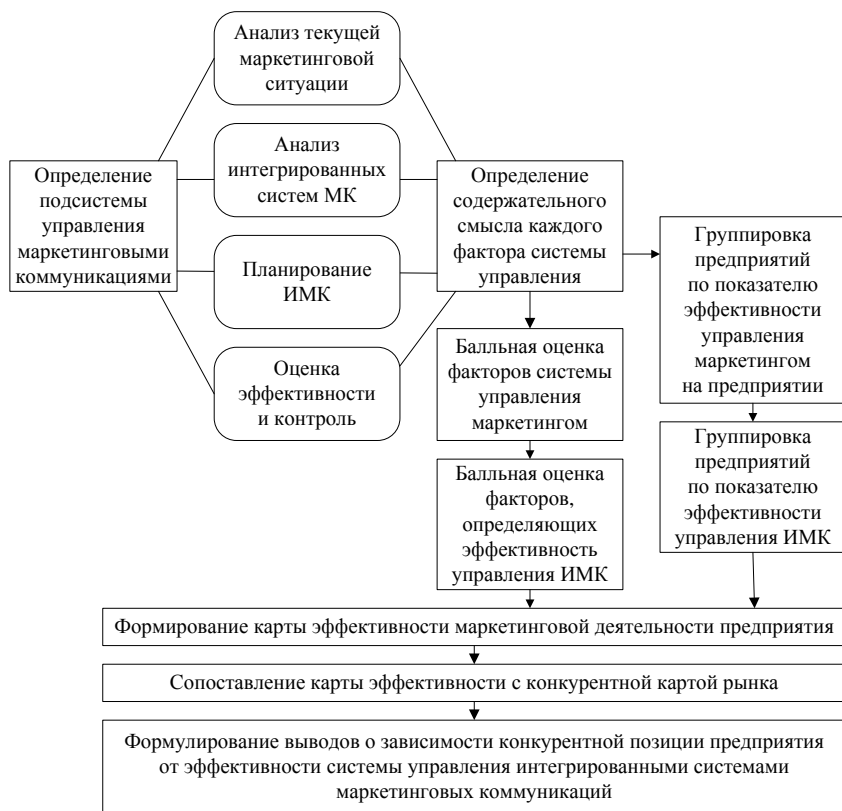 Анализ текущей
маркетинговой
ситуации
Анализ
интегрированных
систем МК
Определение
подсистемы
управления
маркетинговыми
коммуникациями
Определение
содержательного
смысла каждого
фактора системы
управления
Планирование
ИМК
Оценка
эффективности
и контроль
Группировка
предприятий
по показателю
эффективности
управления
маркетингом
на предприятии
Балльная оценка
факторов системы
управления
маркетингом
Группировка
предприятий
по показателю
эффективности
управления ИМК
Балльная оценка
факторов,
определяющих
эффективность
управления ИМК
Формирование карты эффективности маркетинговой деятельности предприятия
Сопоставление карты эффективности с конкурентной картой рынка
Формулирование выводов о зависимости конкурентной позиции предприятия
от эффективности системы управления интегрированными системами
маркетинговых коммуникаций